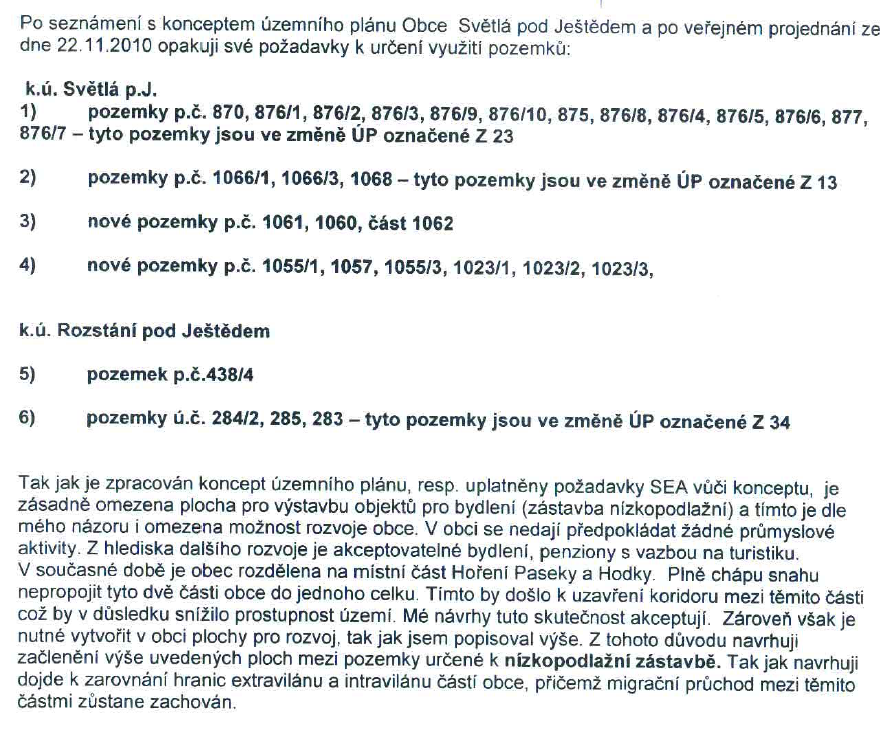 Po seznámení s konceptem územního plánu Obce Světlá pod Ještědem a po veřejném projednání ze
dne 22.11.2010 opakuji své požadavky k určení využití pozemků:
k.ú. Světlá p.J.
1) pozemky p.č. 870, 876/1, 876/2, 876/3, 876/9, 876/10, 875, 876/8, 876/4, 876/5, 876/6, 877,
876/7 – tyto pozemky jsou ve změně ÚP označené Z 23
2) pozemky p.č. 1066/1, 1066/3, 1068 – tyto pozemky jsou ve změně ÚP označené Z 13
3) nové pozemky p.č. 1061, 1060, část 1062
4) nové pozemky p.č. 1055/1, 1057, 1055/3, 1023/1, 1023/2, 1023/3,
k.ú. Rozstání pod Ještědem
5) pozemek p.č.438/4
6) pozemky ú.č. 284/2, 285, 283 – tyto pozemky jsou ve změně ÚP označené Z 34
Tak jak je zpracován koncept územního plánu, resp. uplatněny požadavky SEA vůči konceptu, je
zásadně omezena plocha pro výstavbu objektů pro bydlení (zástavba nízkopodlažní) a tímto je dle
mého názoru i omezena možnost rozvoje obce. V obci se nedají předpokládat žádné průmyslové
aktivity. Z hlediska dalšího rozvoje je akceptovatelné bydlení, penziony s vazbou na turistiku.
V současné době je obec rozdělena na místní část Hoření Paseky a Hodky. Plně chápu snahu
nepropojit tyto dvě části obce do jednoho celku. Tímto by došlo k uzavření koridoru mezi těmito části
což by v důsledku snížilo prostupnost území. Mé návrhy tuto skutečnost akceptují. Zároveň však je
nutné vytvořit v obci plochy pro rozvoj, tak jak jsem popisoval výše. Z tohoto důvodu navrhuji
začlenění výše uvedených ploch mezi pozemky určené k nízkopodlažní zástavbě. Tak jak navrhuji
dojde k zarovnání hranic extravilánu a intravilánu částí obce, přičemž migrační průchod mezi těmito
částmi zůstane zachován.